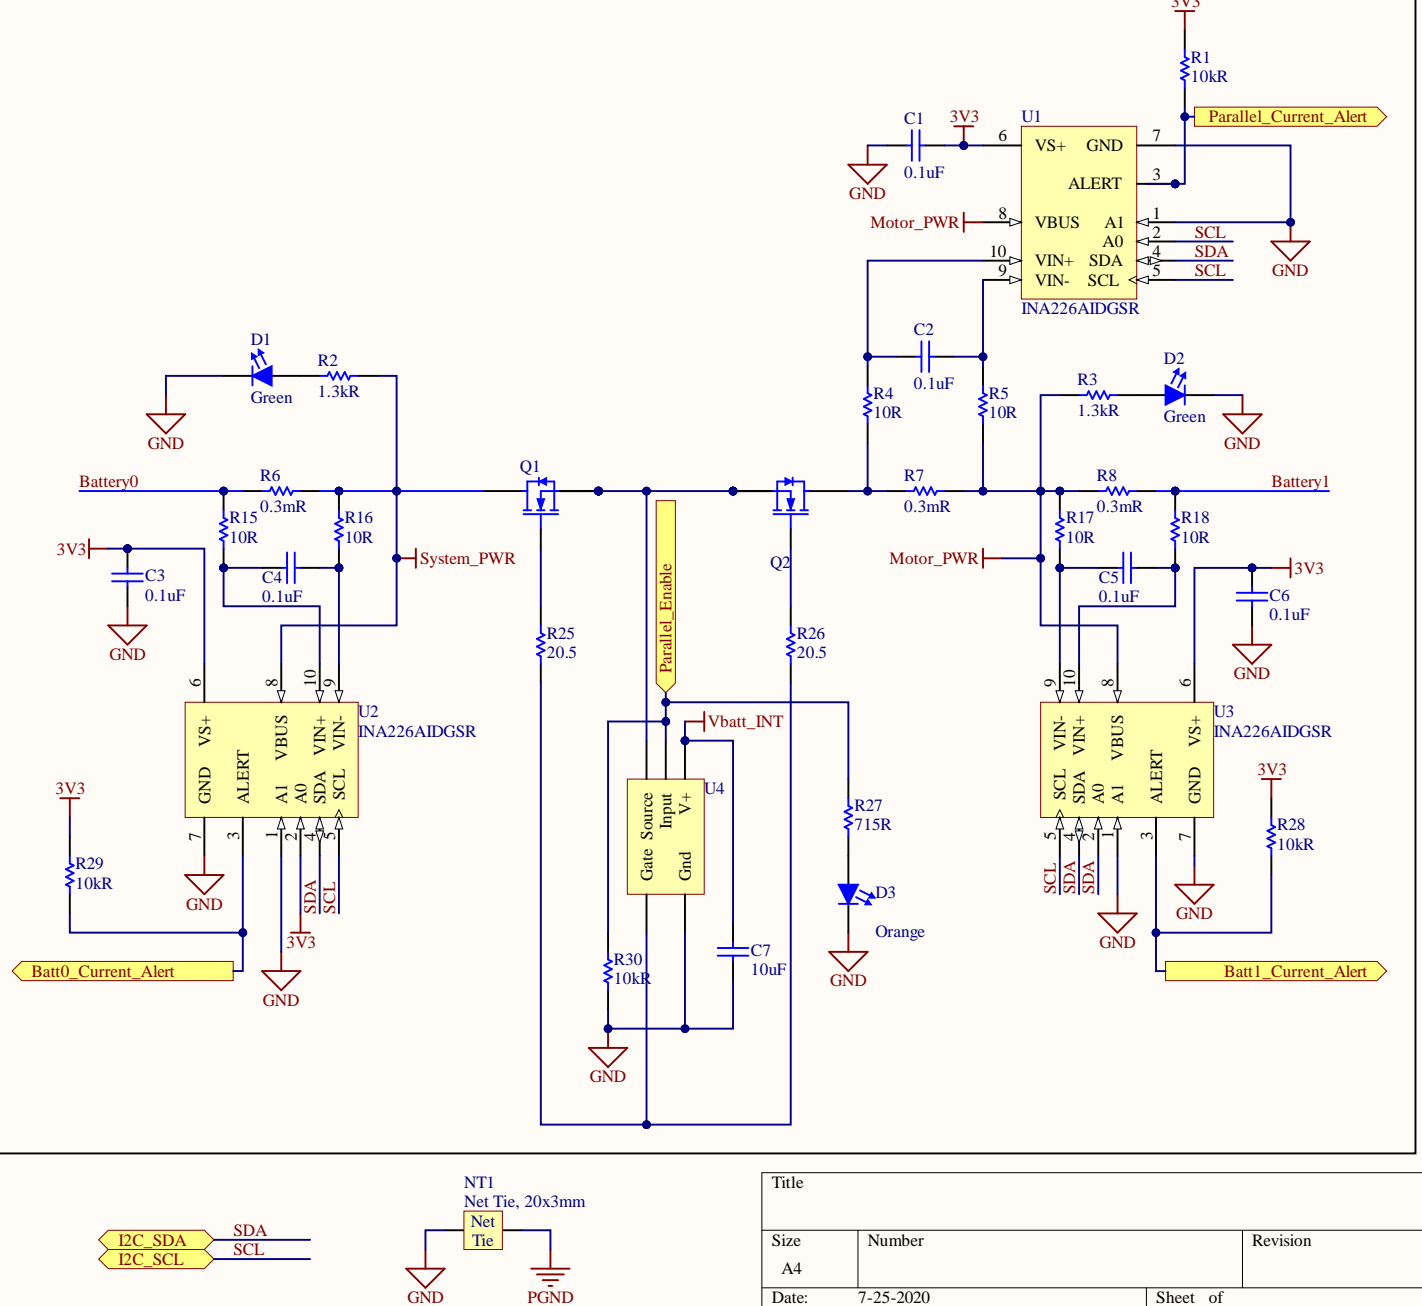 3V3
R1
10kR
Parallel_Current_Alert
C1
0.1uF
GND
3V3
U1
6
VS+
GND
7
ALERT
3
Motor_PWR
8
VBUS
A1
1
A0
2
SCL
10
VIN+
SDA
4
SDA
9
VIN-
SCL
5
SCL
GND
INA226AIDGSR
C2
0.1uF
R4
10R
R5
10R
D1
Green
R2
1.3kR
GND
D2
Green
R3
1.3kR
GND
Battery0
R6
0.3mR
Q1
Q2
R7
0.3mR
R8
0.3mR
Battery1
R15
10R
R16
10R
R17
10R
R18
10R
3V3
C3
0.1uF
GND
C4
0.1uF
System_PWR
Parallel_Enable
Motor_PWR
C5
0.1uF
3V3
C6
0.1uF
GND
R25
20.5
R26
20.5
6
8
10
9
U2
INA226AIDGSR
VS+
VBUS
VIN+
VIN-
GND
ALERT
A1
A0
SDA
SCL
7
3
1
2
4
5
SDA
SCL
3V3
GND
GND
3V3
R29
10kR
Batt0_Current_Alert
Vbatt_INT
U4
Source
Input
V+
Gate
Gnd
R27
715R
D3
Orange
GND
R30
10kR
C7
10uF
GND
9
10
8
6
U3
INA226AIDGSR
VIN-
VIN+
VBUS
VS+
SCL
SDA
A0
A1
ALERT
GND
5
4
2
1
3
7
SCL
SDA
SDA
GND
GND
3V3
R28
10kR
Batt1_Current_Alert
I2C_SDA
SDA
I2C_SCL
SCL
NT1
Net Tie, 20x3mm
Net
Tie
GND
PGND
Title
Size
Number
Revision
A4
Date:
7-25-2020
Sheet of